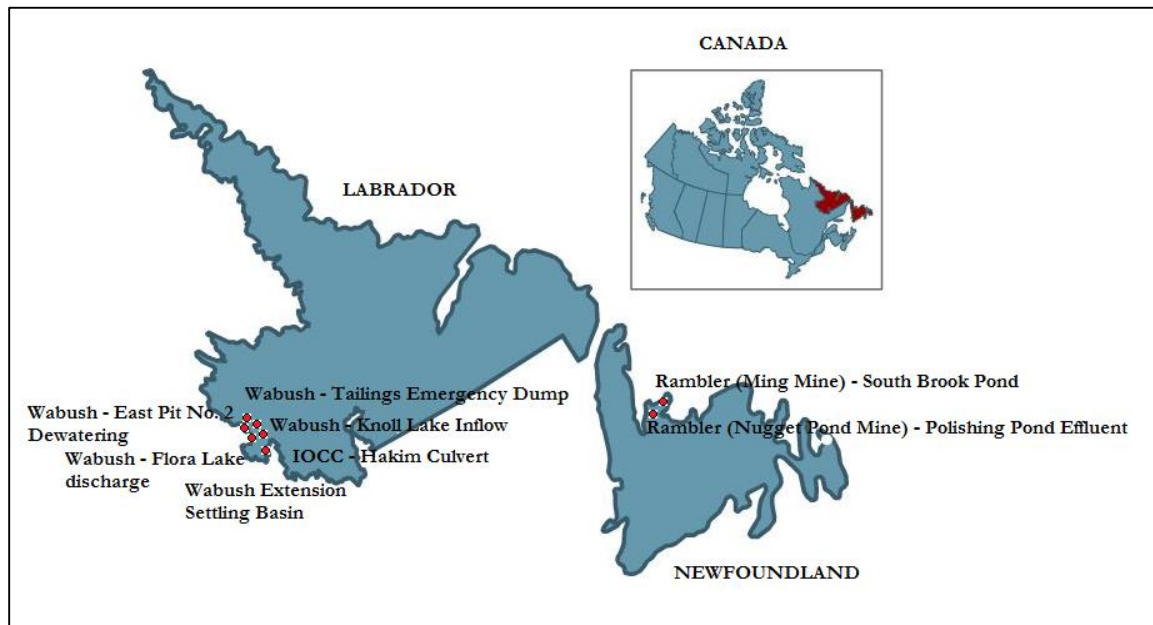 CANADA
LABRADOR
Wabush - Tailings Emergency Dump
Wabush - East Pit No. 2
Dewatering
Wabush - Knoll Lake Inflow
Wabush - Flora Lake
discharge
IOCC - Hakim Culvert
Wabush Extension
Settling Basin
Rambler (Ming Mine) - South Brook Pond
Rambler (Nugget Pond Mine) - Polishing Pond Effluent
NEWFOUNDLAND